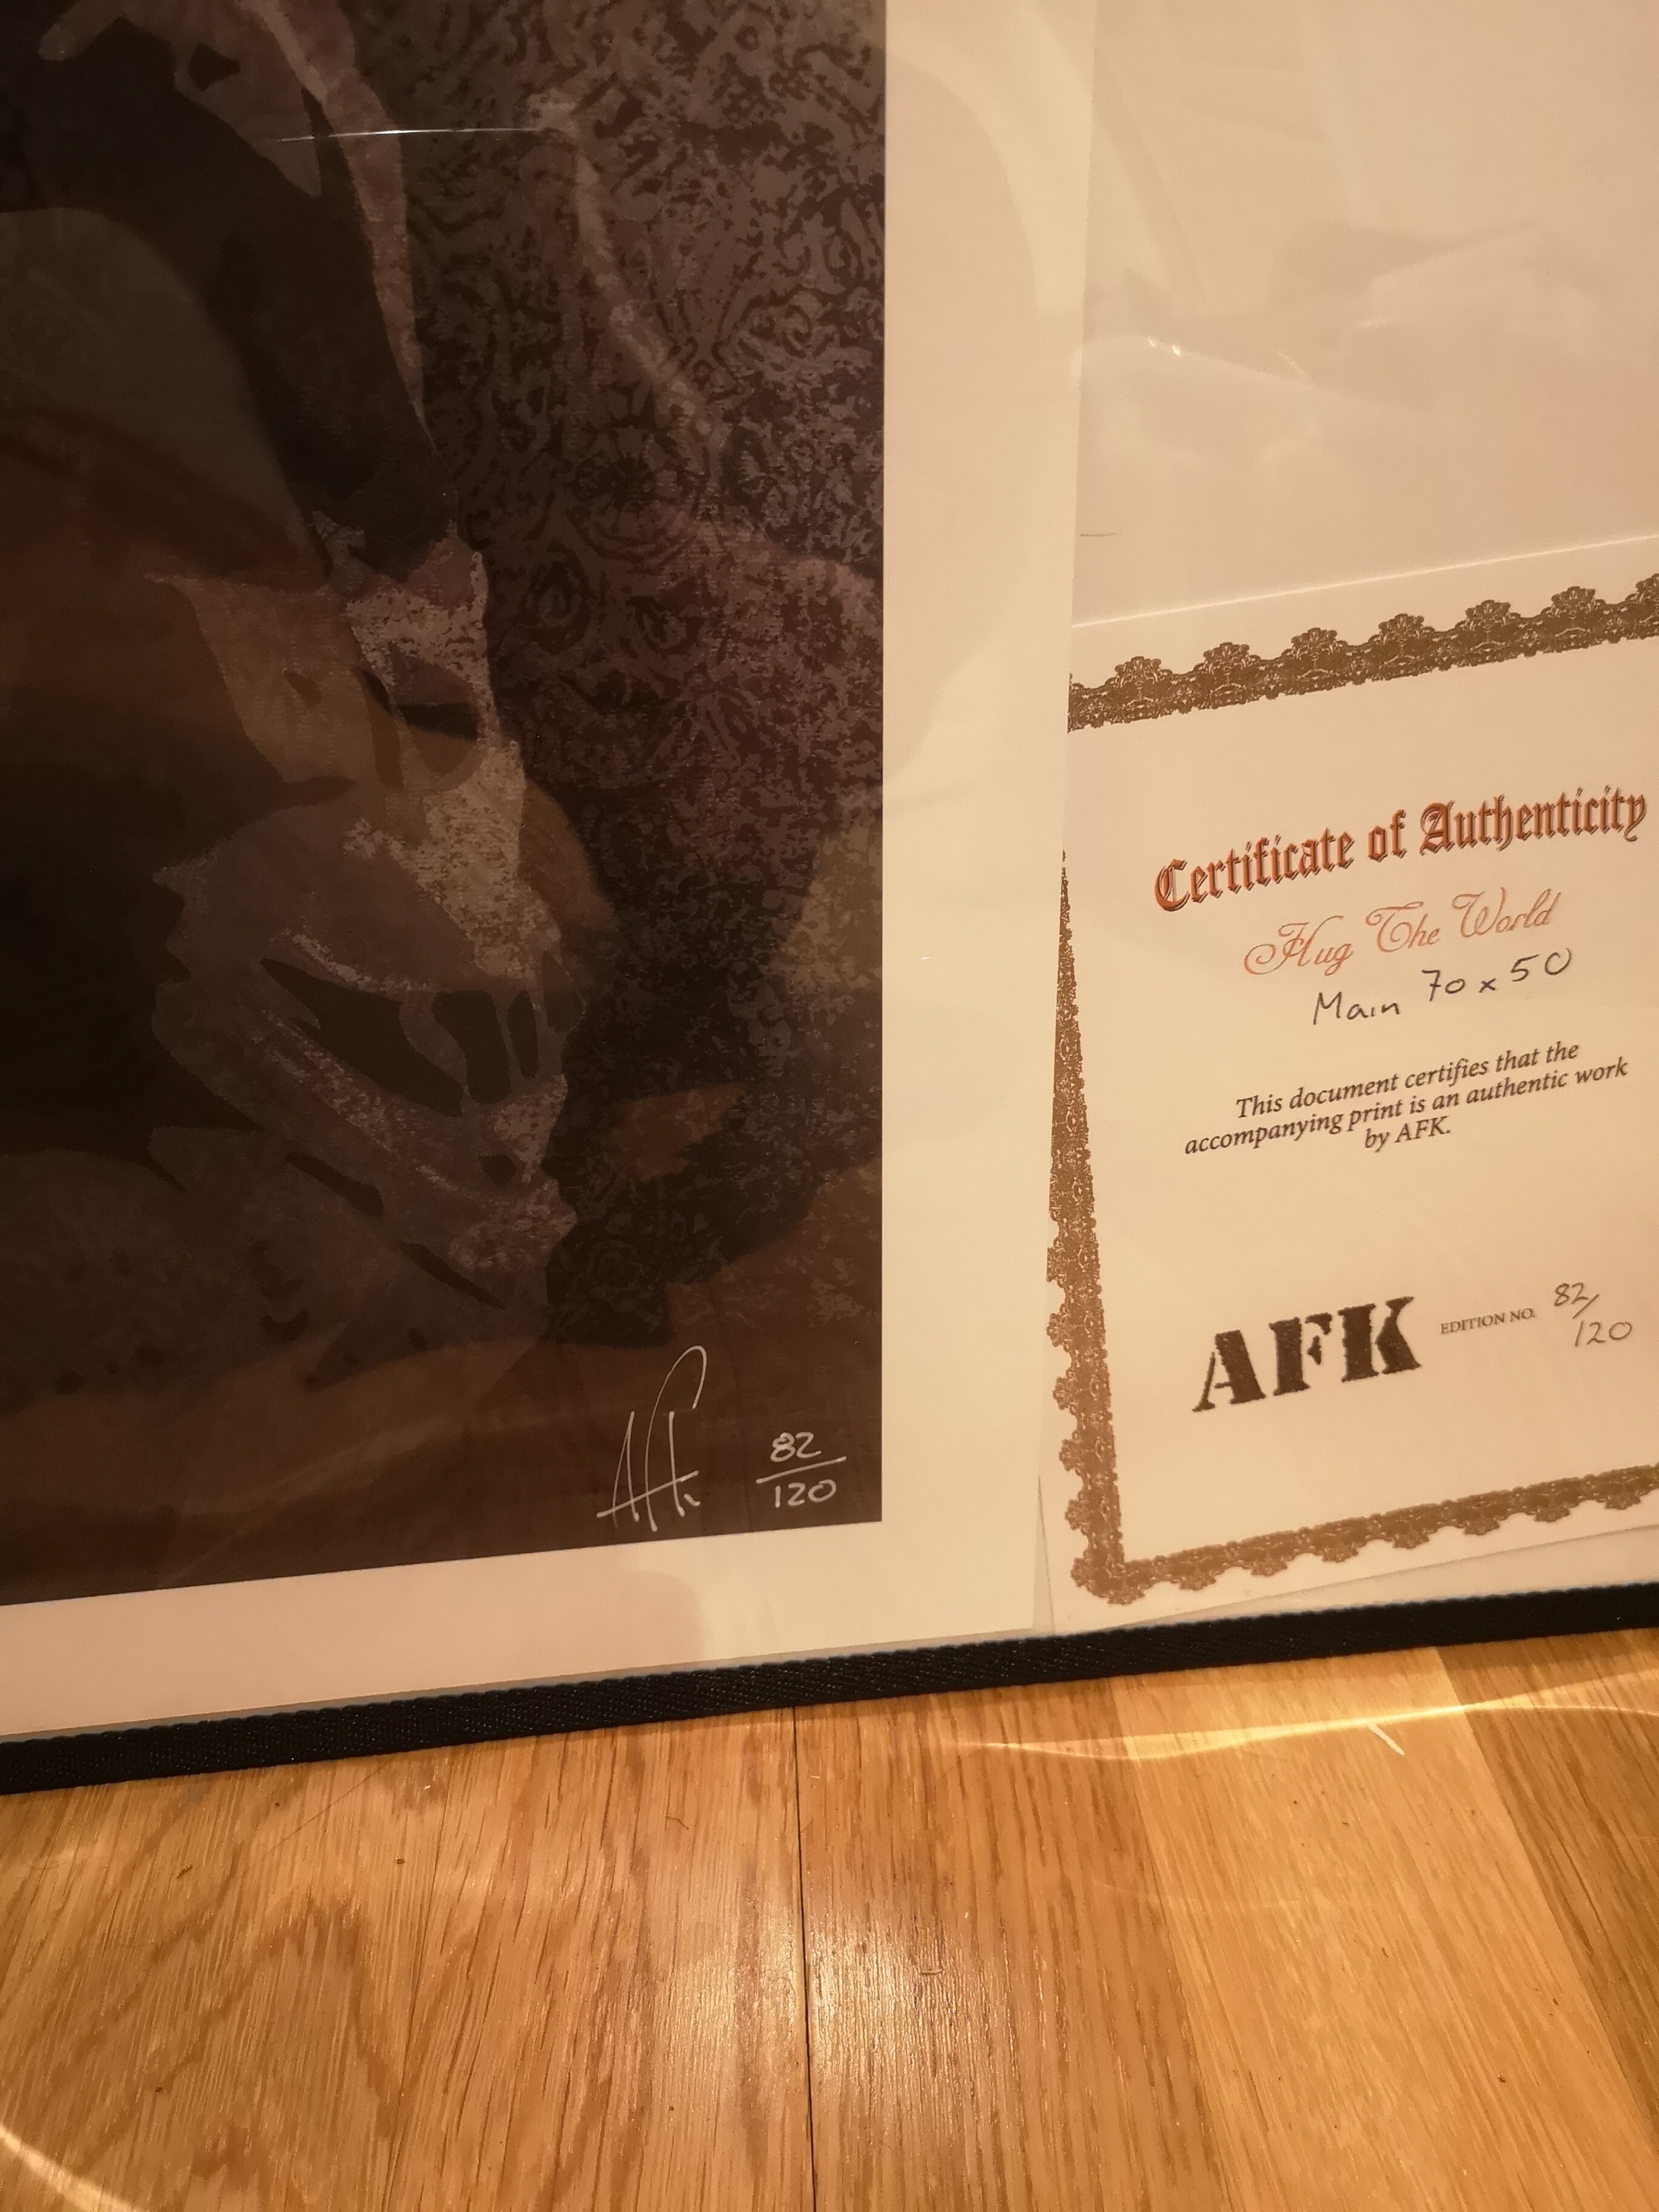 Certificate of Authenticity
Hug The World
Main 70 x 50
This document certifies that the
accompanying print is an authentic work
by AFK.
AFK EDITION NO. 82/120
82
120